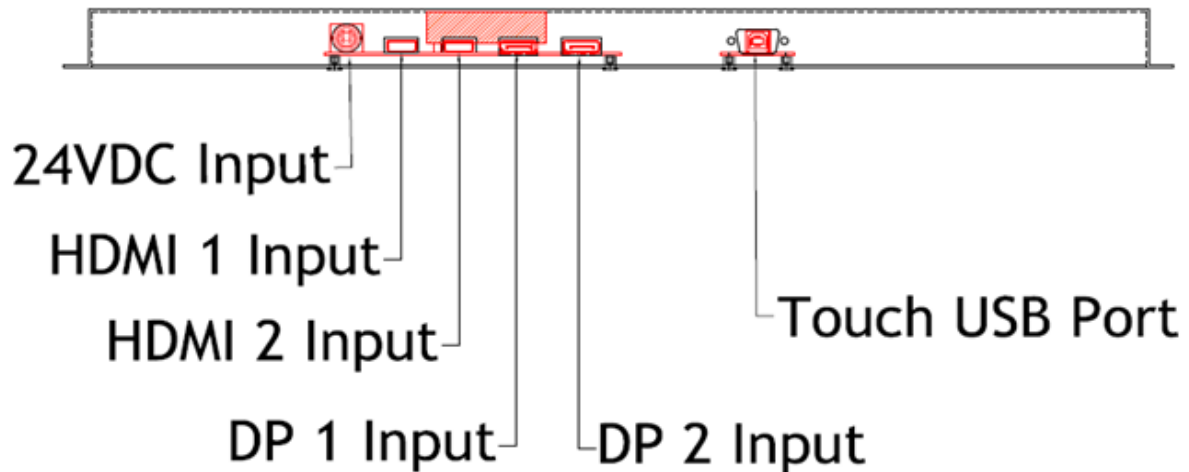 24VDC Input
HDMI 1 Input
HDMI 2 Input
Touch USB Port
DP 1 Input
DP 2 Input